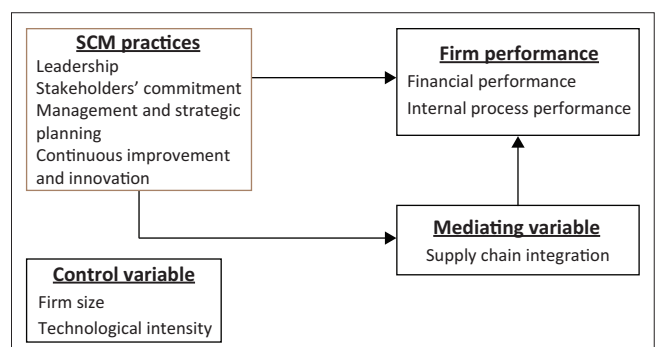 SCM practices
Leadership
Stakeholders' commitment
Management and strategic
planning
Continuous improvement
and innovation
Firm performance
Financial performance
Internal process performance
Mediating variable
Supply chain integration
Control variable
Firm size
Technological intensity